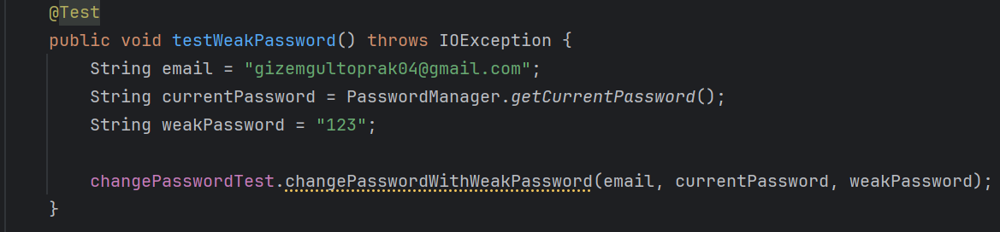 @Test
public void testWeakPassword() throws IOException {
String email = "gizemgultoprak04@gmail.com";
String currentPassword = PasswordManager.getCurrentPassword();
String weakPassword = "123";
changePasswordTest.changePasswordWithWeakPassword(email, currentPassword, weakPassword);
}